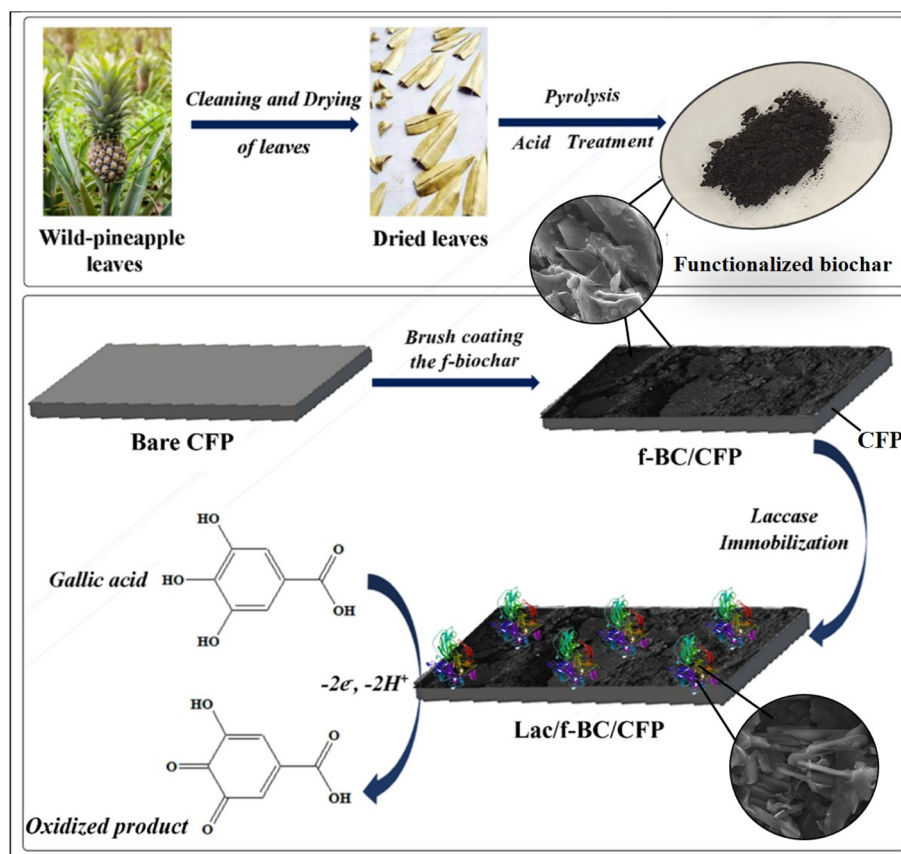 Cleaning and Drying
of leaves
Pyrolysis
Acid Treatment
Wild-pineapple
leaves
Dried leaves
Functionalized biochar
Brush coating
the f-biochar
Bare CFP
f-BC/CFP
CFP
Laccase
Immobilization
HO
HO
HO
O
OH
Gallic acid
-2e⁻, -2H⁺
Lac/f-BC/CFP
HO
O
O
O
OH
Oxidized product